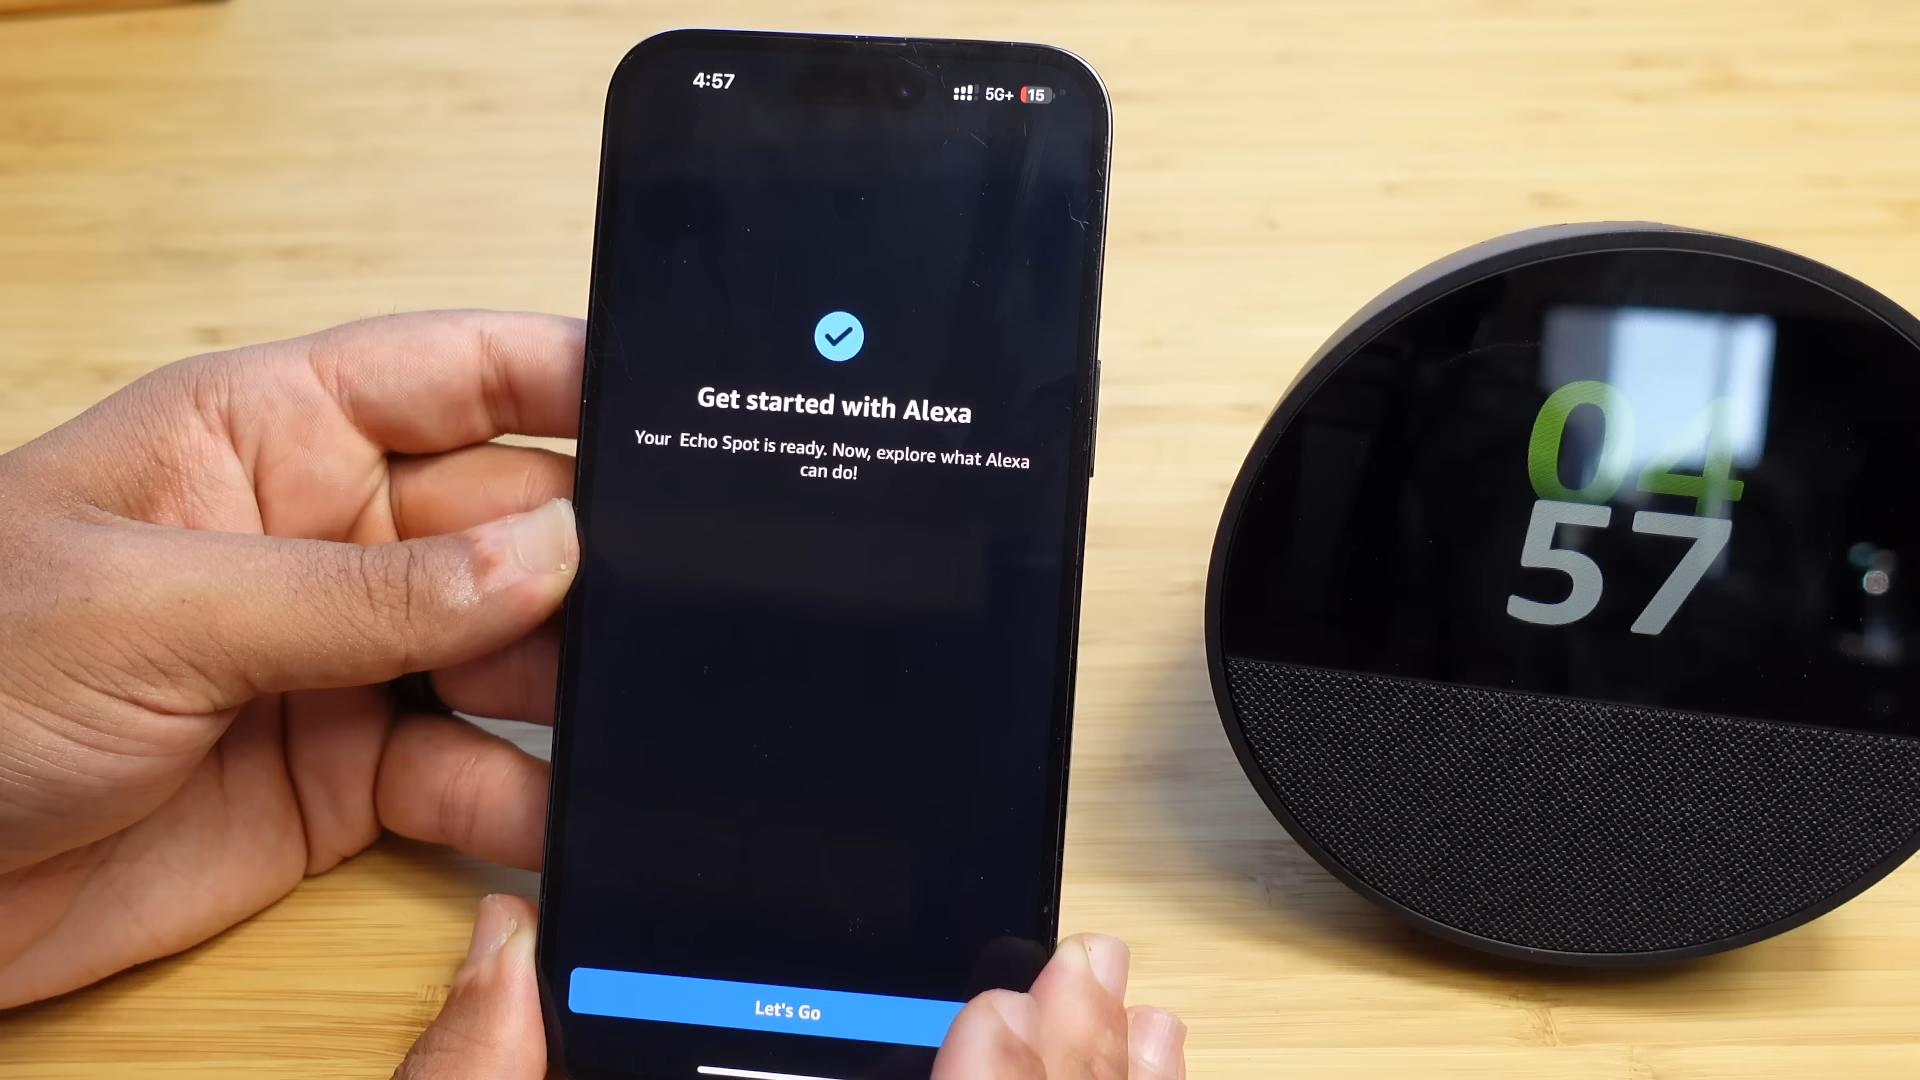 4:57
5G+ 15
Get started with Alexa
Your Echo Spot is ready. Now, explore what Alexa
can do!
Let's Go
04
57